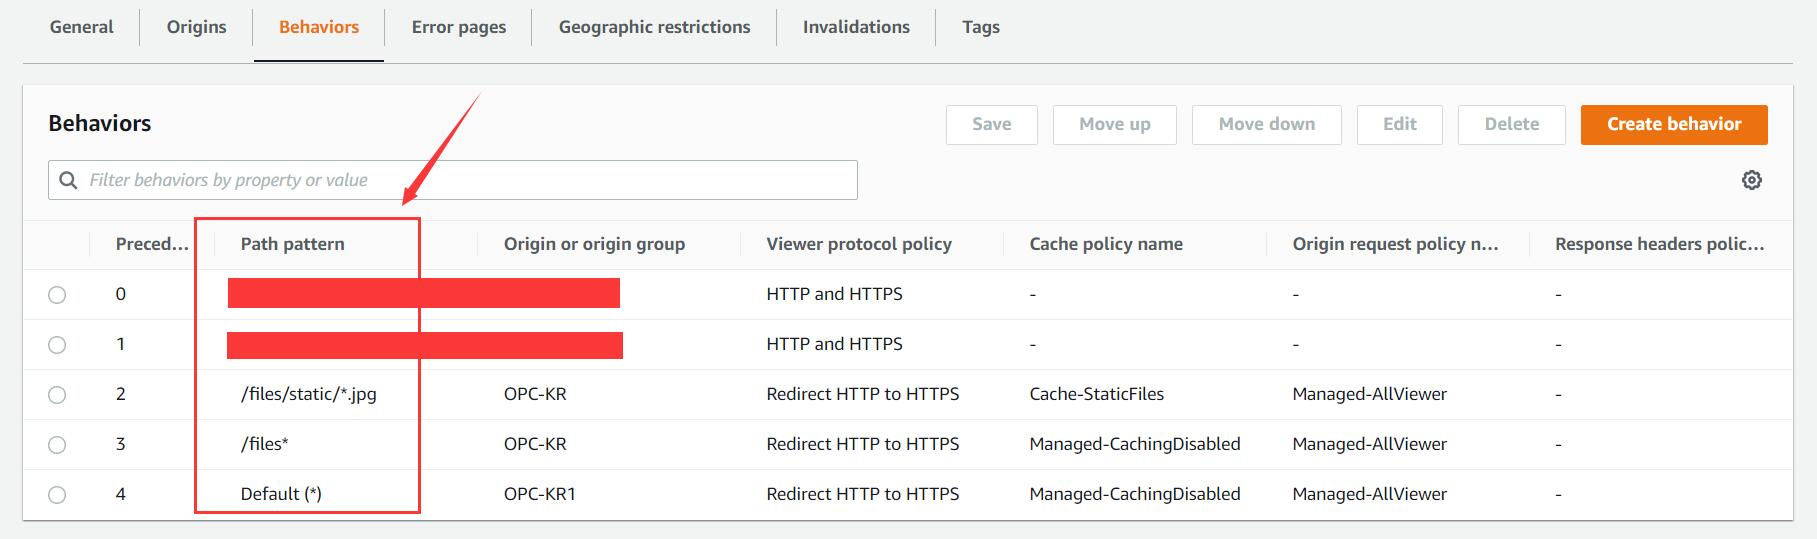 General Origins Behaviors Error pages Geographic restrictions Invalidations Tags
Behaviors Save Move up Move down Edit Delete Create behavior
Filter behaviors by property or value
Preced... Path pattern Origin or origin group Viewer protocol policy Cache policy name Origin request policy n... Response headers polic...
0 HTTP and HTTPS - - -
1 HTTP and HTTPS - - -
2 /files/static/*.jpg OPC-KR Redirect HTTP to HTTPS Cache-StaticFiles Managed-AllViewer -
3 /files* OPC-KR Redirect HTTP to HTTPS Managed-CachingDisabled Managed-AllViewer -
4 Default (*) OPC-KR1 Redirect HTTP to HTTPS Managed-CachingDisabled Managed-AllViewer -